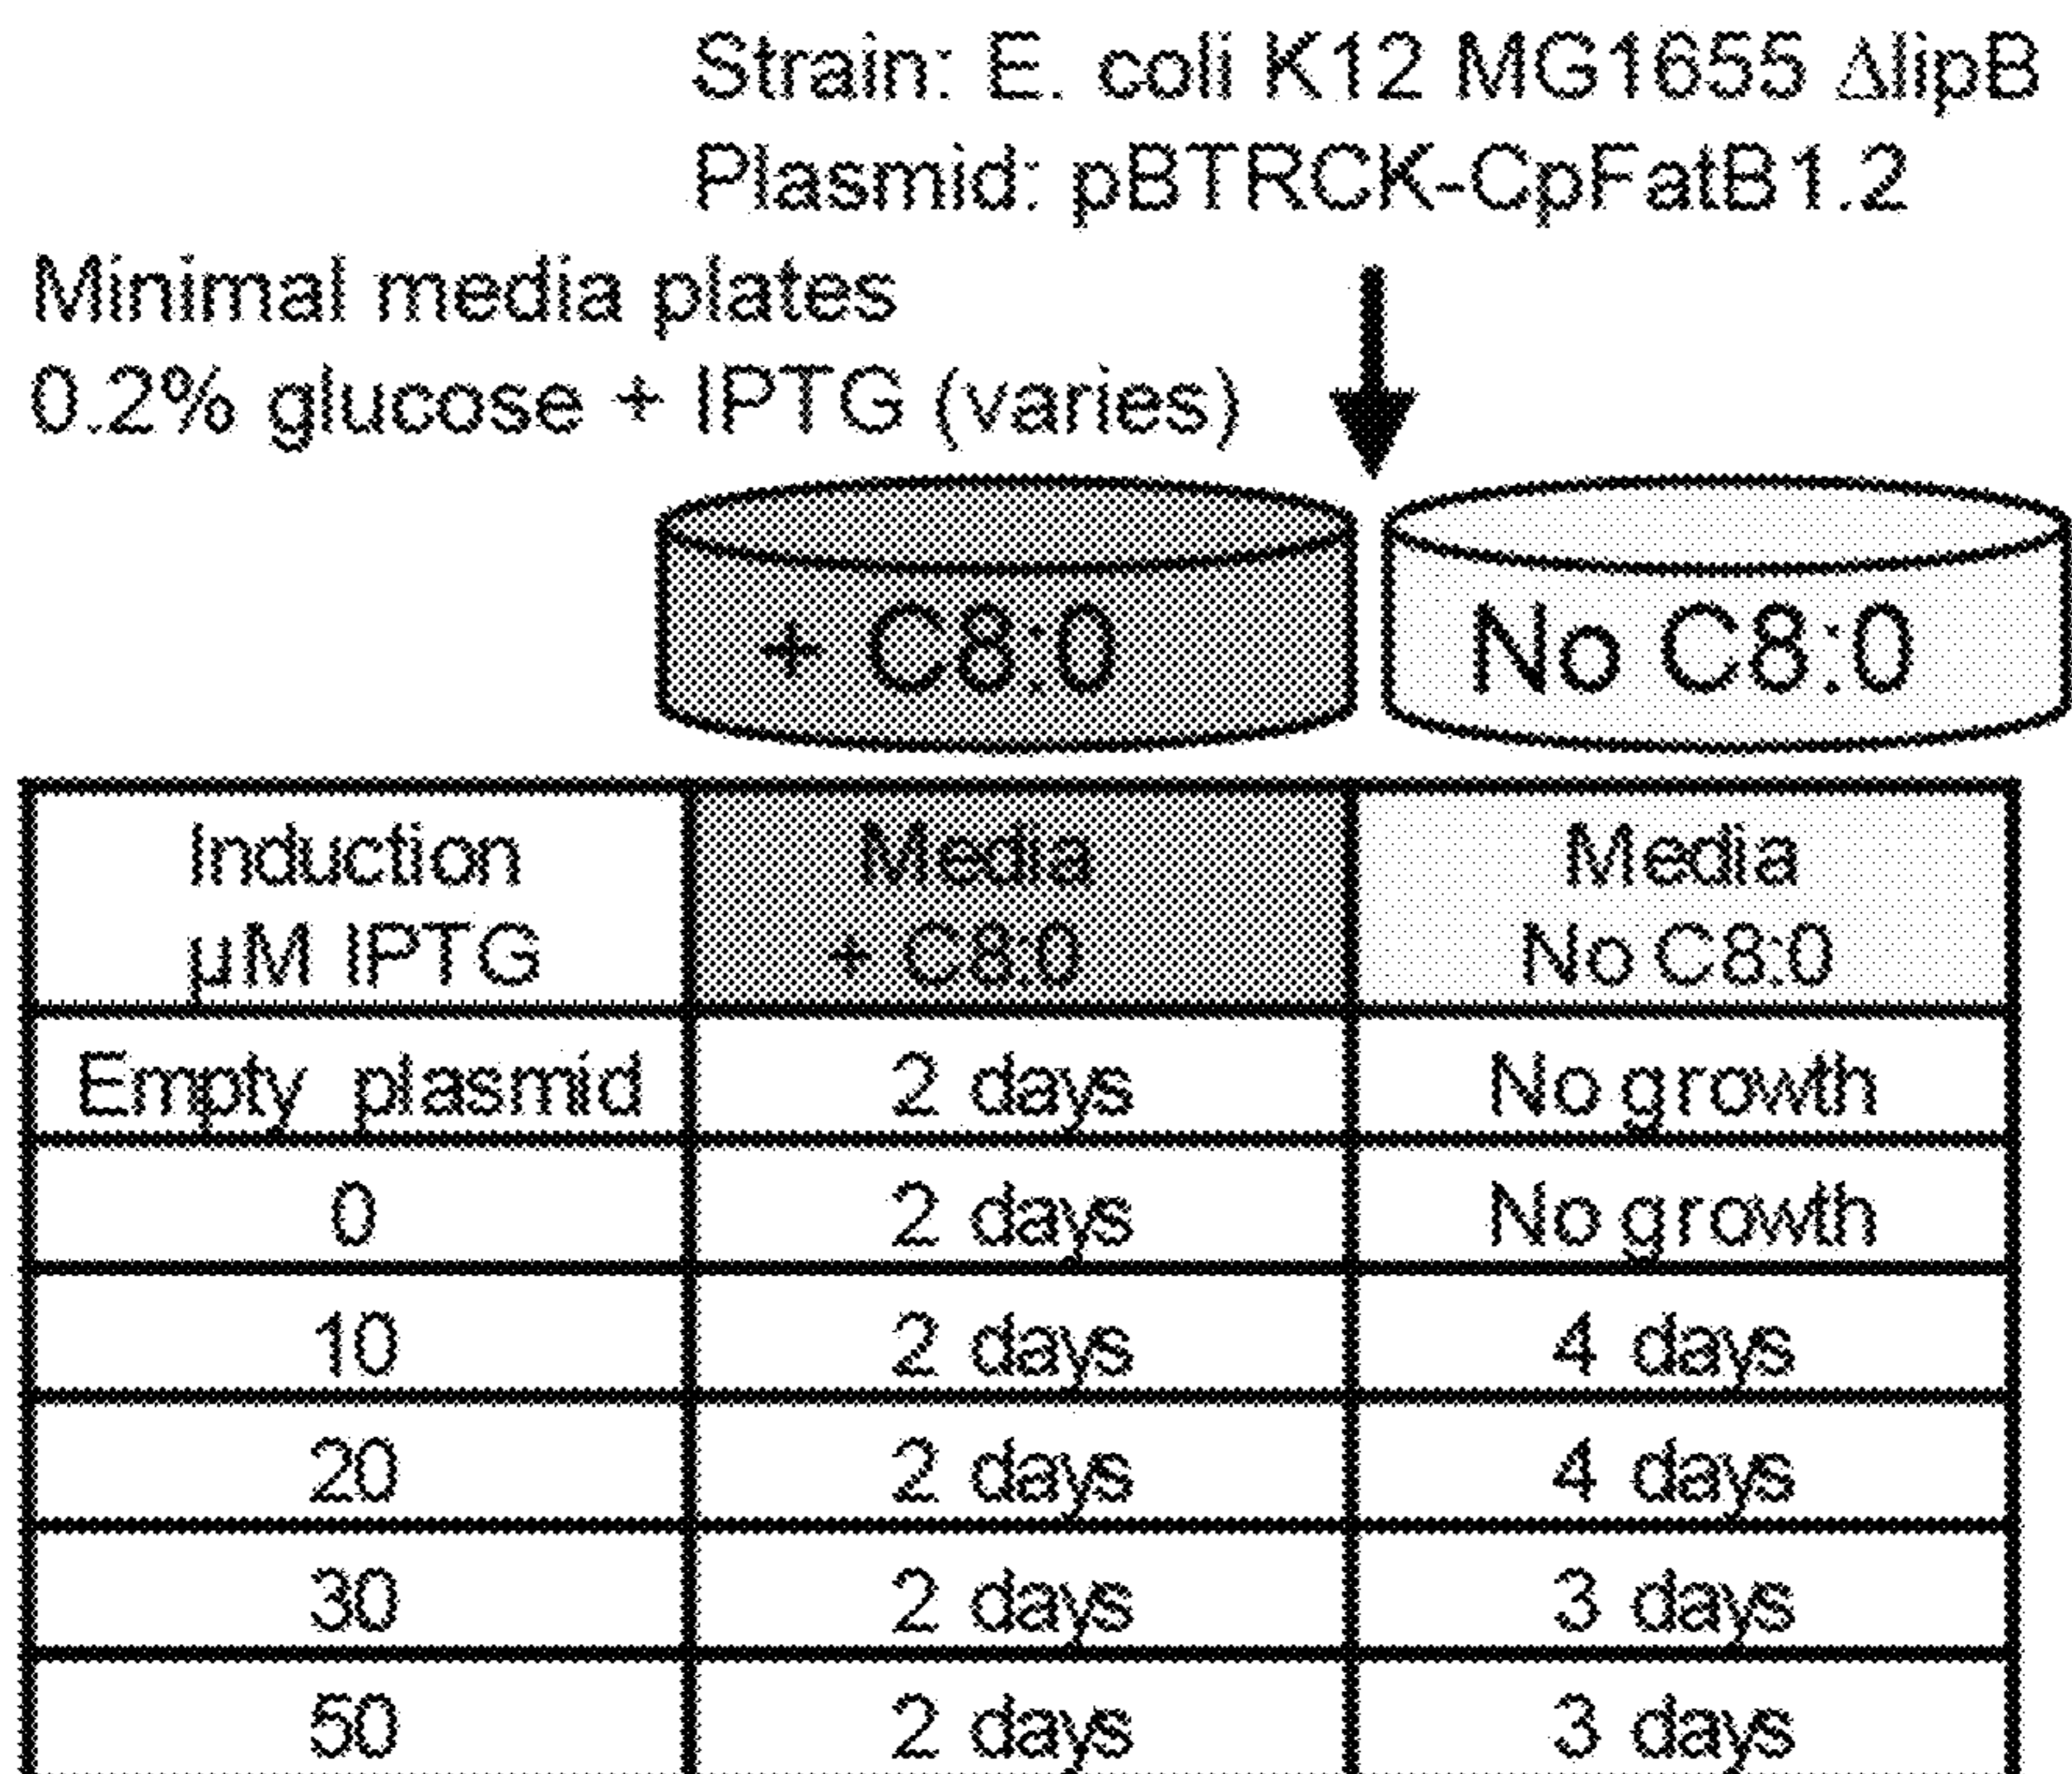 Strain: E. coli K12 MG1655 ΔlipB
Plasmid: pBTRCK-CpFatB1.2
Minimal media plates
0.2% glucose + IPTG (varies)
+ C8:0
No C8:0
Induction
µM IPTG
Media
+ C8:0
Media
No C8:0
Empty plasmid 2 days No growth
0 2 days No growth
10 2 days 4 days
20 2 days 4 days
30 2 days 3 days
50 2 days 3 days